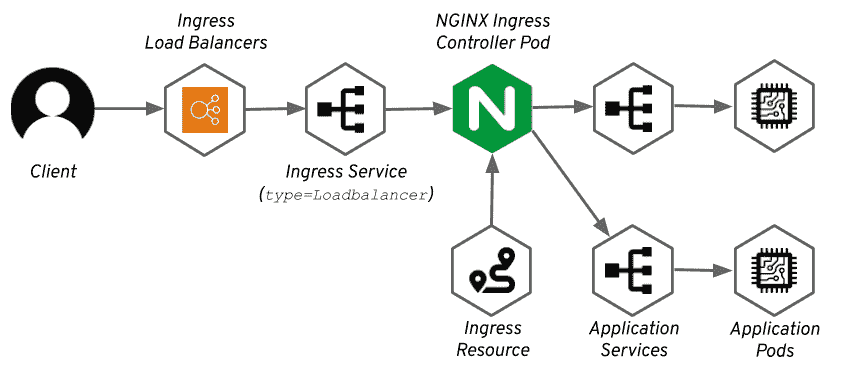 Ingress
Load Balancers
NGINX Ingress
Controller Pod
N
Client
Ingress Service
(type=Loadbalancer)
Ingress
Resource
Application
Services
Application
Pods